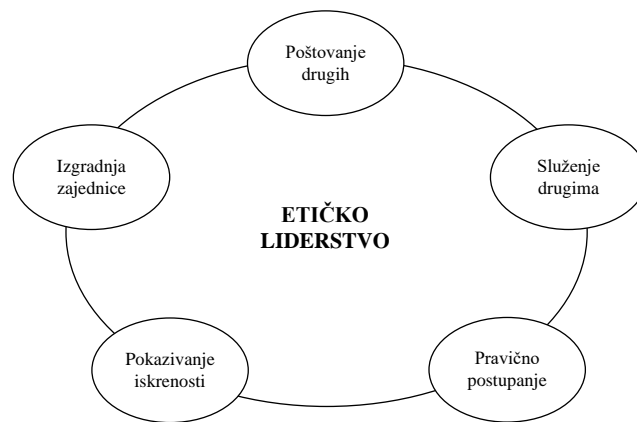 Poštovanje
drugih
Izgradnja
zajednice
Služenje
drugima
ETIČKO
LIDERSTVO
Pokazivanje
iskrenosti
Pravično
postupanje